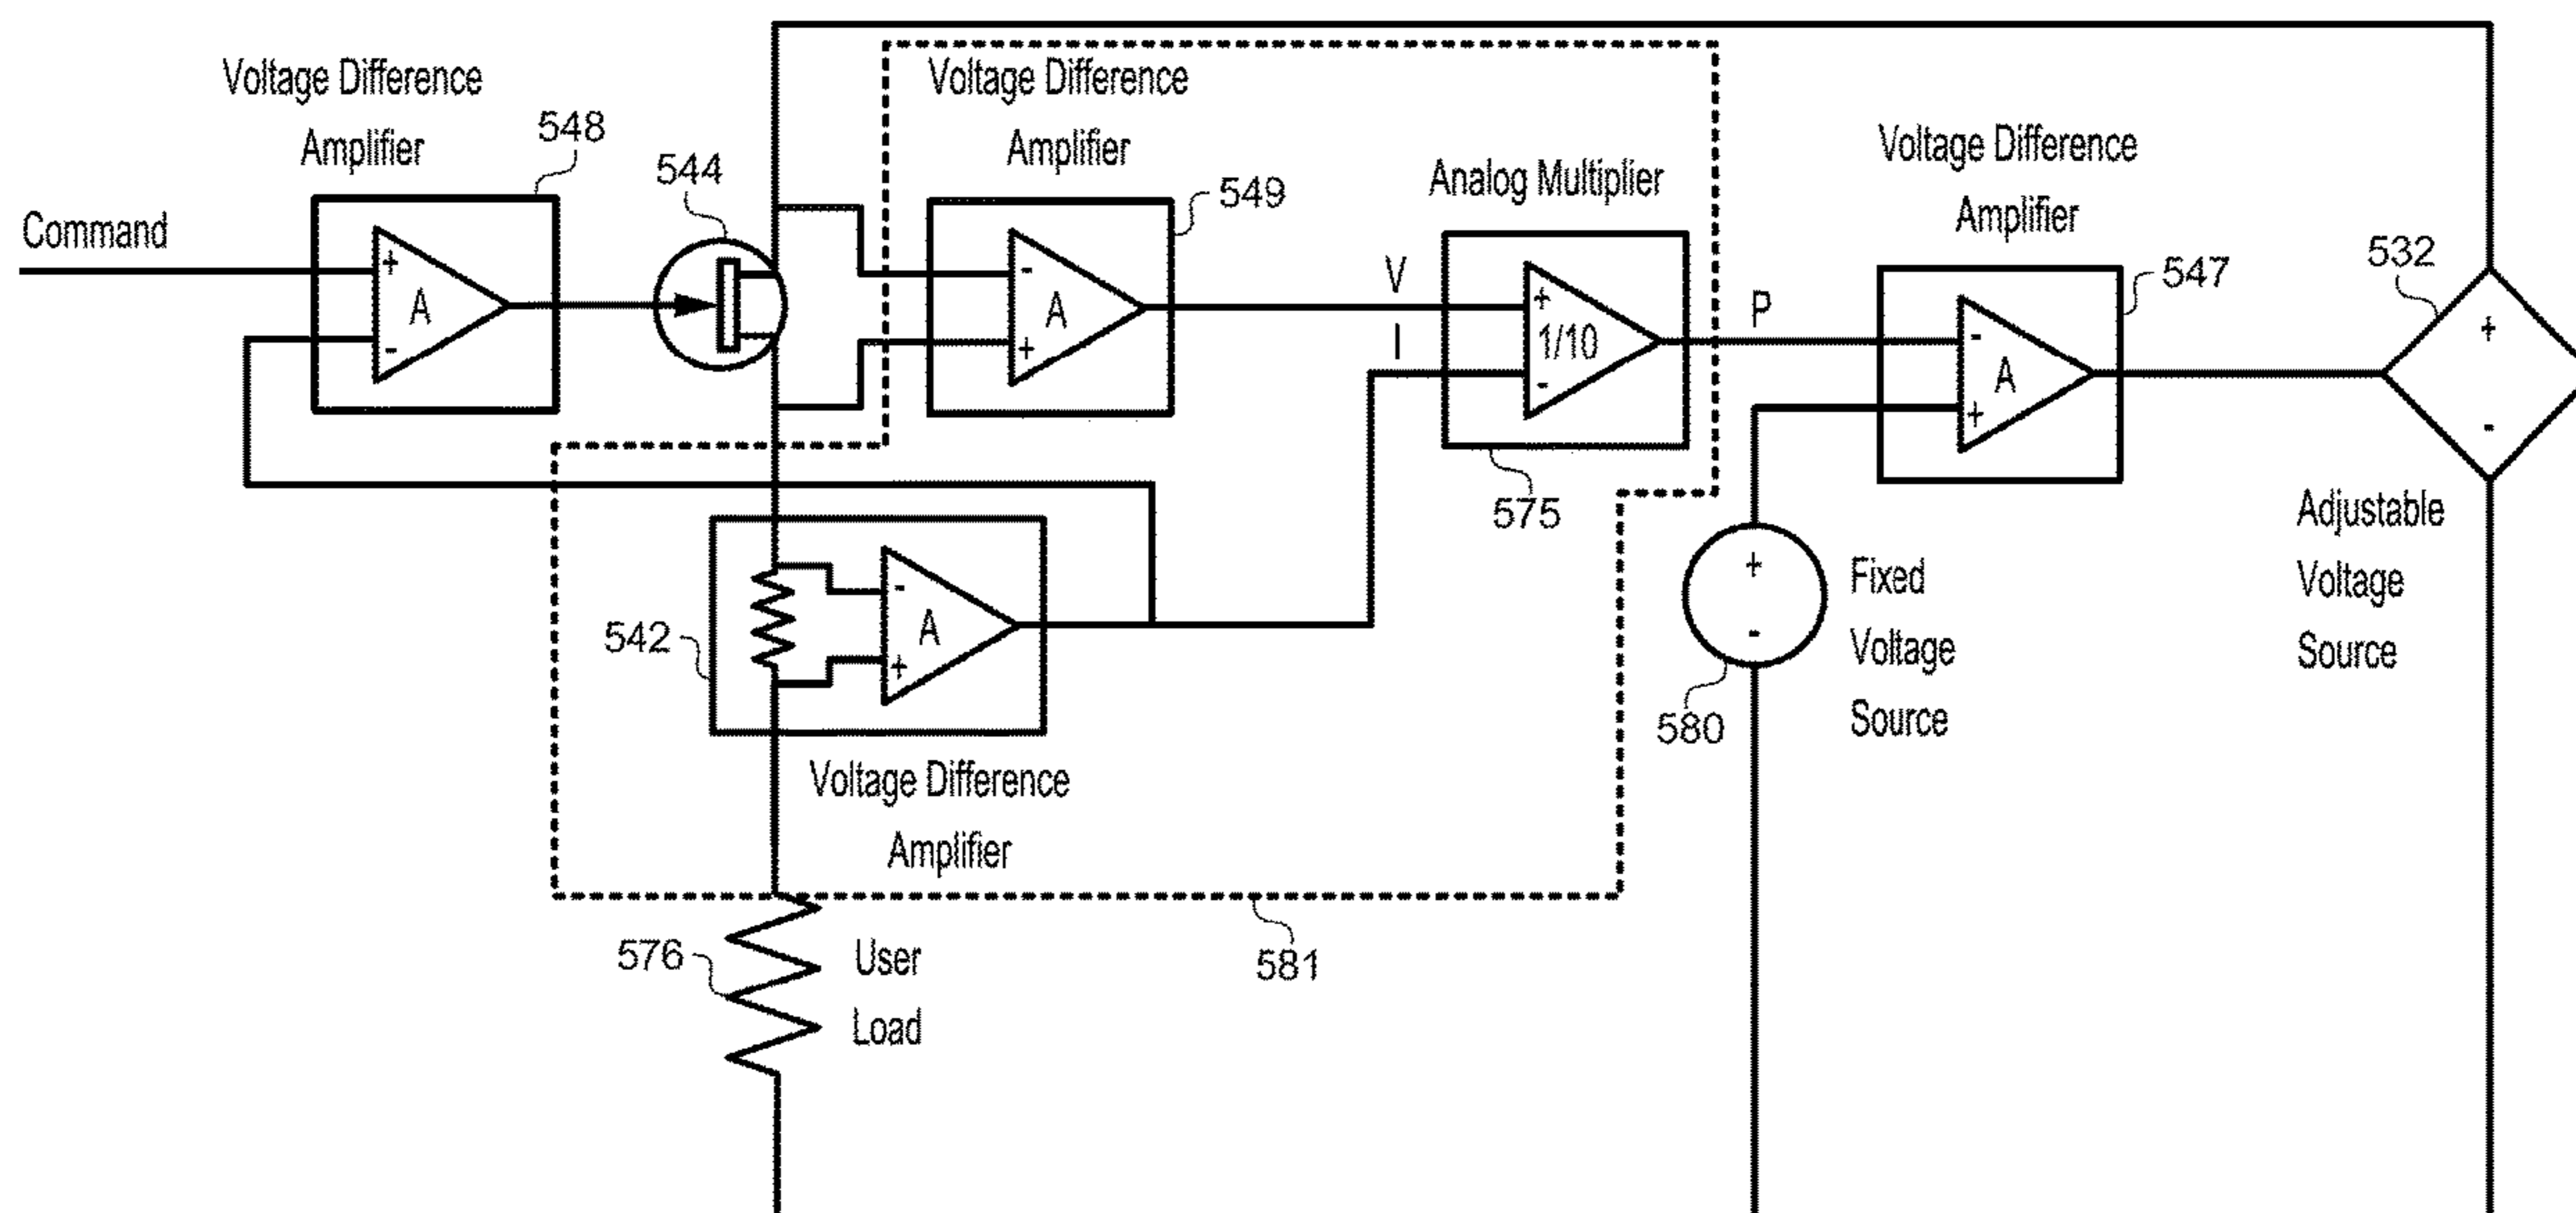 Voltage Difference
Amplifier
548
Command
+
A
-
544
Voltage Difference
Amplifier
549
-
A
+
Analog Multiplier
V
I
+
1/10
-
575
P
Voltage Difference
Amplifier
547
-
A
+
532
+
-
Adjustable
Voltage
Source
542
-
A
+
Voltage Difference
Amplifier
+
-
580
Fixed
Voltage
Source
581
576
User
Load